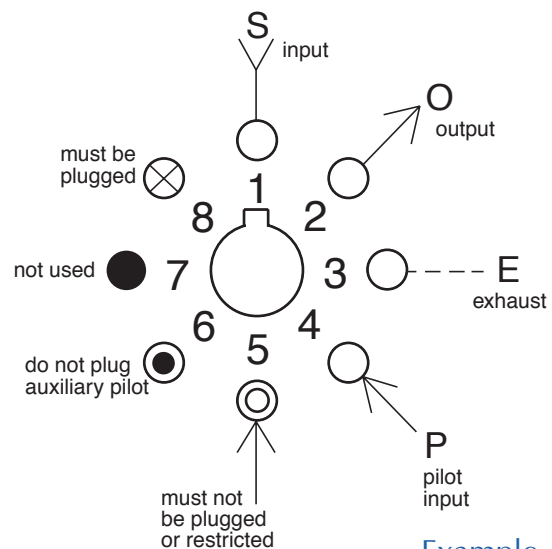 S
input
O
output
must be
plugged
1
8
2
not used
7
3
E
exhaust
6
4
5
do not plug
auxiliary pilot
P
pilot
input
must not
be plugged
or restricted